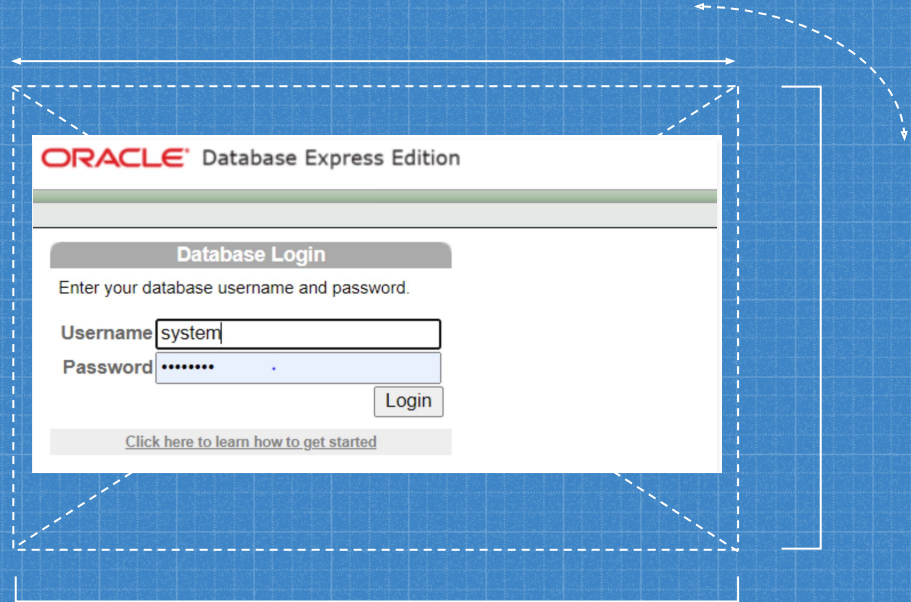 ORACLE Database Express Edition
Database Login
Enter your database username and password.
Username system
Password ••••••••
Login
Click here to learn how to get started